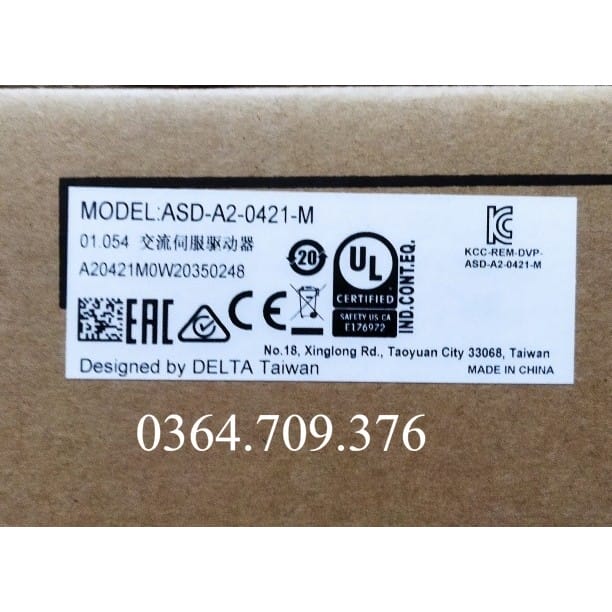 MODEL:ASD-A2-0421-M
01.054 交流伺服驱动器
A20421M0W20350248
20
UL
CERTIFIED
SAFETY US CA
E176972
IND.CONT.EQ.
KC
KCC-REM-DVP-
ASD-A2-0421-M
EAC
CE
No.18, Xinglong Rd., Taoyuan City 33068, Taiwan
Designed by DELTA Taiwan
MADE IN CHINA
0364.709.376